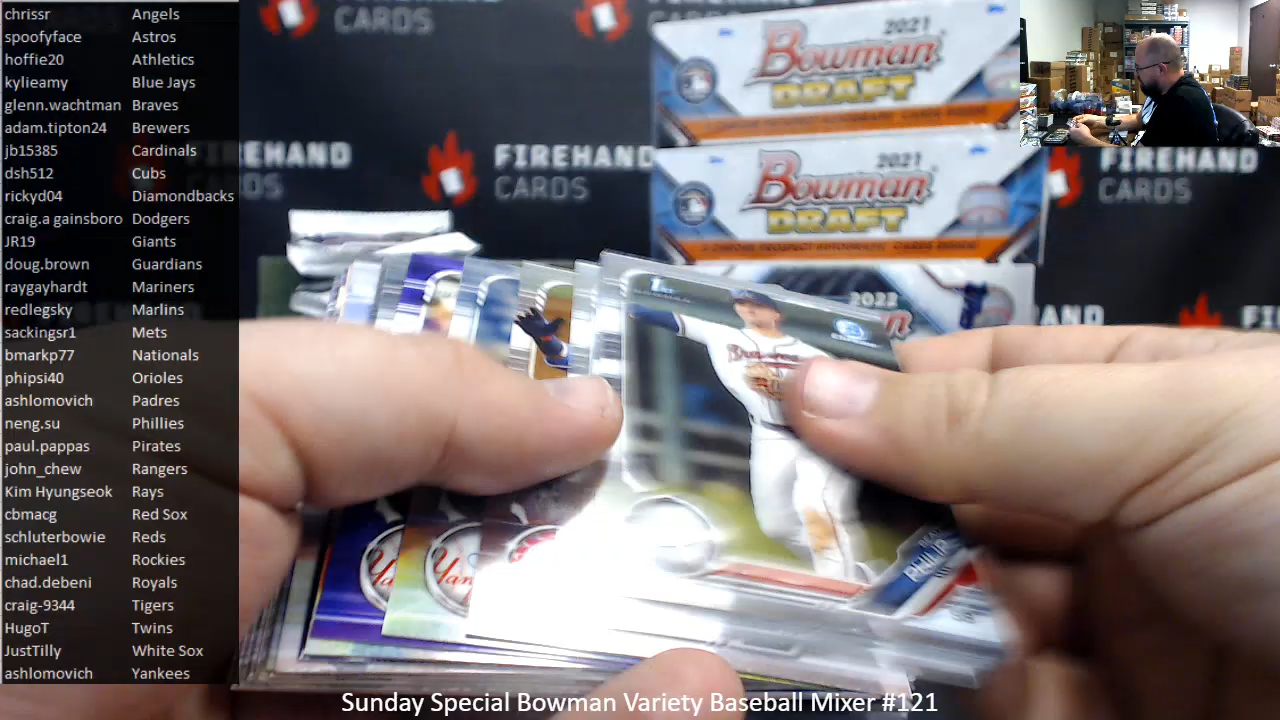 chrissr Angels
spoofyface Astros
hoffie20 Athletics
kylieamy Blue Jays
glenn.wachtman Braves
adam.tipton24 Brewers
jb15385 Cardinals
dsh512 Cubs
rickyd04 Diamondbacks
craig.a gainsboro Dodgers
JR19 Giants
doug.brown Guardians
raygayhardt Mariners
redlegsky Marlins
sackingsr1 Mets
bmarkp77 Nationals
phipsi40 Orioles
ashlomovich Padres
neng.su Phillies
paul.pappas Pirates
john_chew Rangers
Kim Hyungseok Rays
cbmacg Red Sox
schluterbowie Reds
michael1 Rockies
chad.debeni Royals
craig-9344 Tigers
HugoT Twins
JustTilly White Sox
ashlomovich Yankees
CARDS
2021
Bowman
DRAFT
FIREHAND
CARDS
FIREHAND
CARDS
2021
Bowman
DRAFT
CARDS
2022
1st
Sunday Special Bowman Variety Baseball Mixer #121